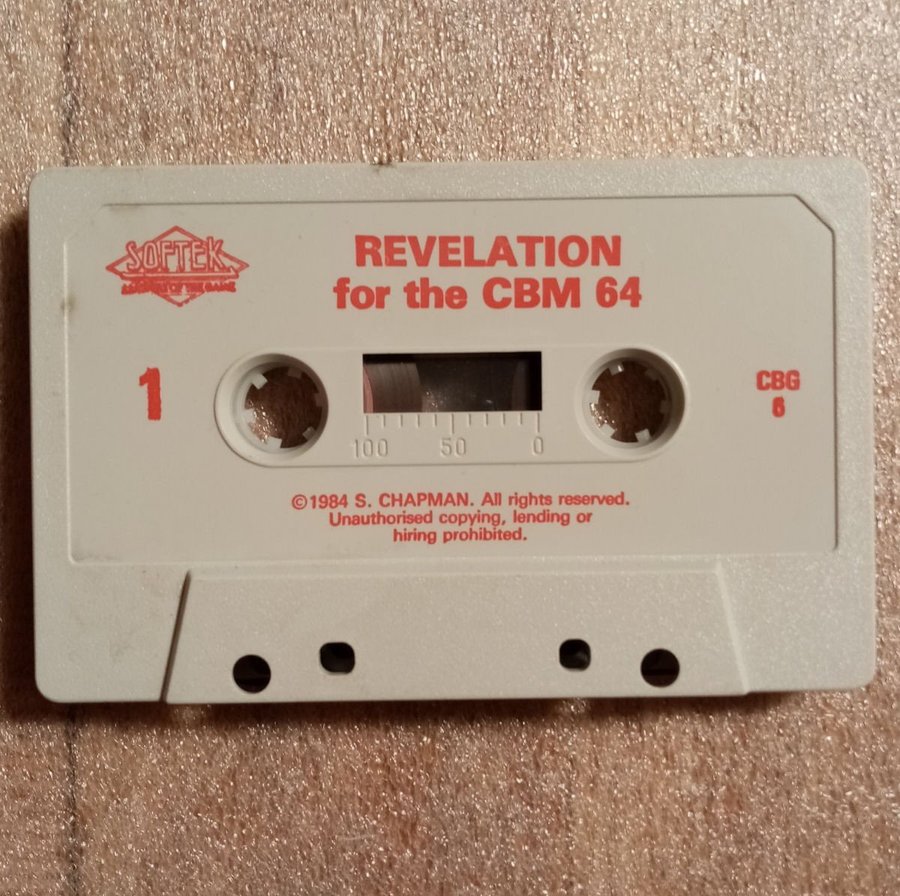 SOFTEK
REVELATION
for the CBM 64
1
CBG
6
100 50 0
©1984 S. CHAPMAN. All rights reserved.
Unauthorised copying, lending or
hiring prohibited.